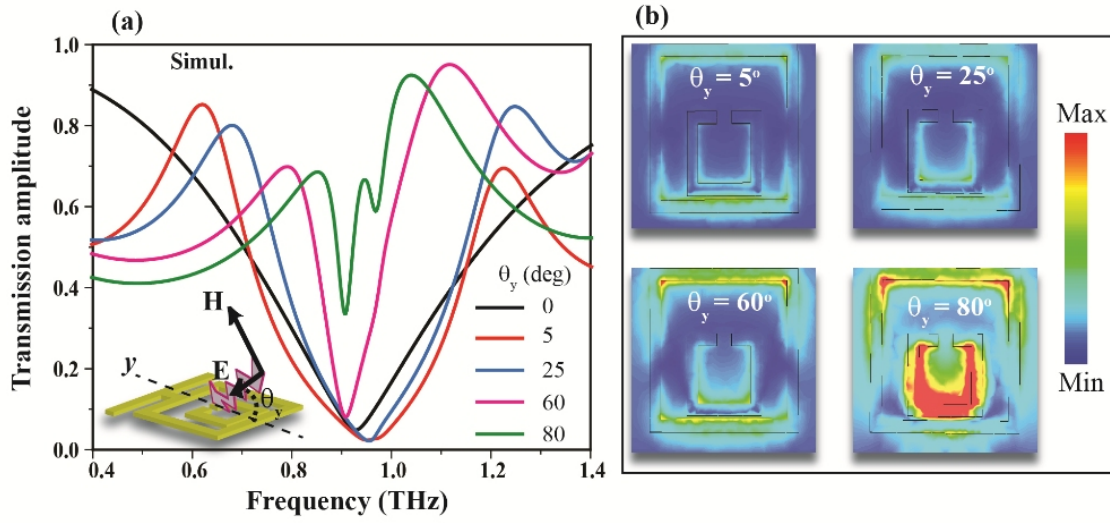 (a)
Simul.
1.0
0.8
0.6
0.4
0.2
0.0
Transmission amplitude
0.4 0.6 0.8 1.0 1.2 1.4
Frequency (THz)
H
E
y
θy
θy (deg)
0
5
25
60
80
(b)
θy = 5º
θy = 25º
θy = 60º
θy = 80º
Max
Min